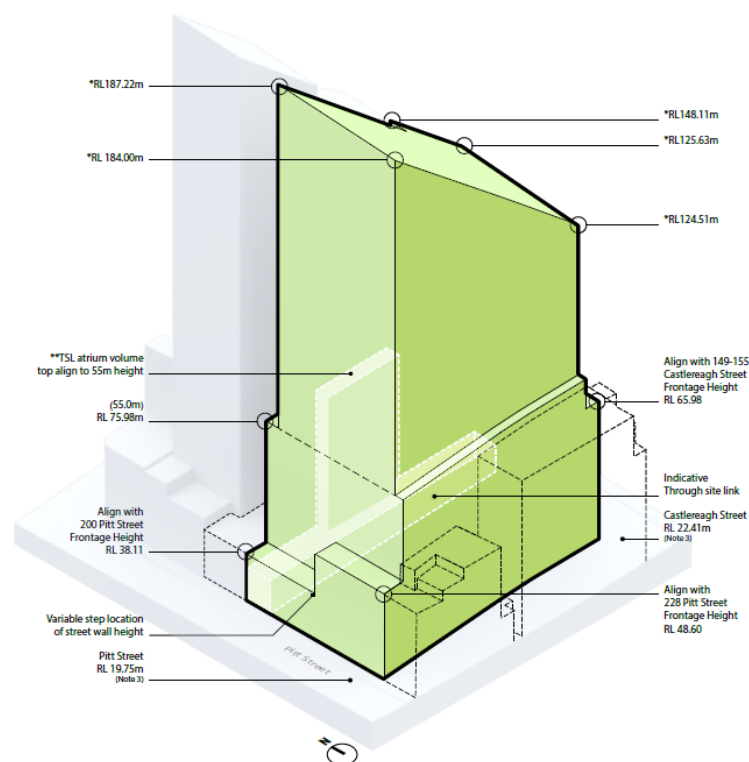 *RL187.22m
*RL 184.00m
*RL148.11m
*RL125.63m
*RL124.51m
**TSL atrium volume
top align to 55m height
(55.0m)
RL 75.98m
Align with
200 Pitt Street
Frontage Height
RL 38.11
Variable step location
of street wall height
Pitt Street
RL 19.75m
(Note 3)
Pitt Street
Align with 149-155
Castlereagh Street
Frontage Height
RL 65.98
Indicative
Through site link
Castlereagh Street
RL 22.41m
(Note 3)
Align with
228 Pitt Street
Frontage Height
RL 48.60
N